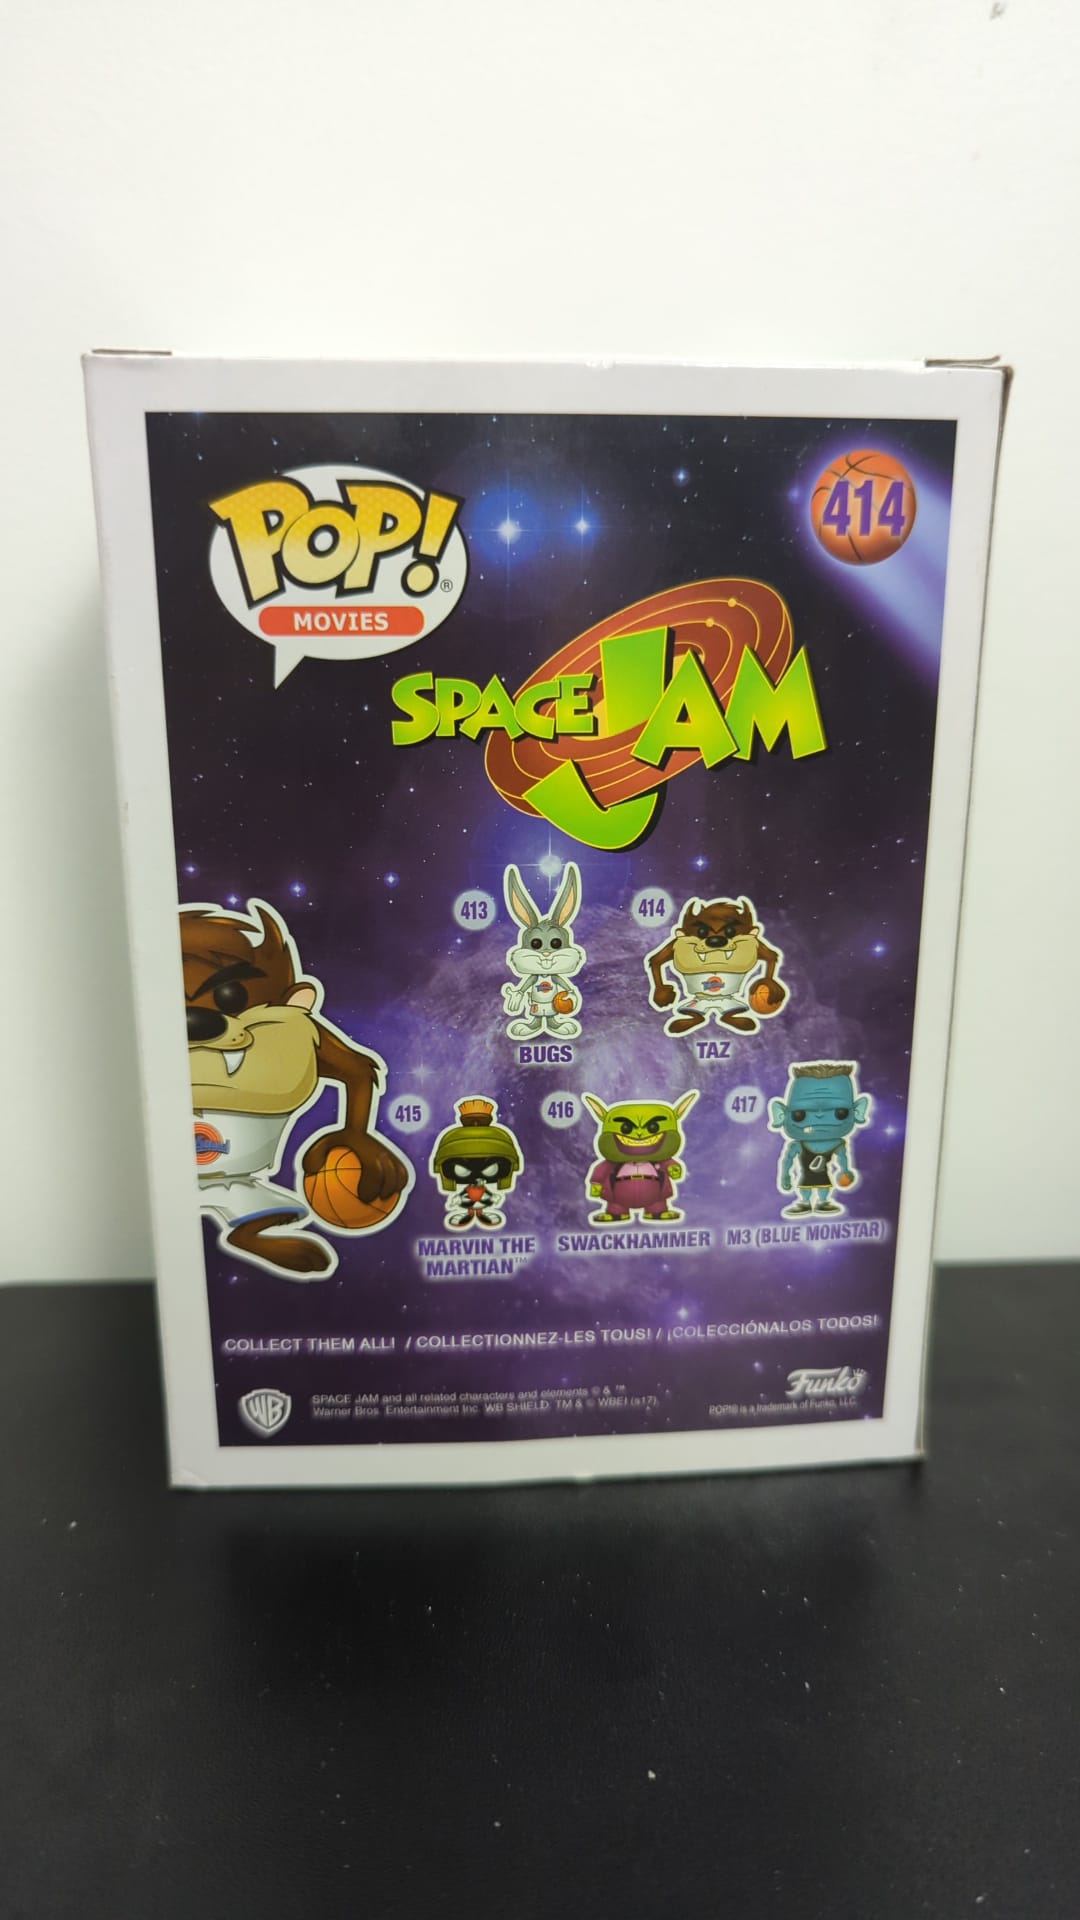 POP!®
MOVIES
414
SPACE JAM
413
BUGS
414
TAZ
415
MARVIN THE
MARTIAN™
416
SWACKHAMMER
417
0
M3 (BLUE MONSTAR)
COLLECT THEM ALL! / COLLECTIONNEZ-LES TOUS! / ¡COLECCIÓNALOS TODOS!
WB
SPACE JAM and all related characters and elements © & ™
Warner Bros. Entertainment Inc. WB SHIELD: TM & © WBEI (s17)
Funko
POP!® is a trademark of Funko, LLC